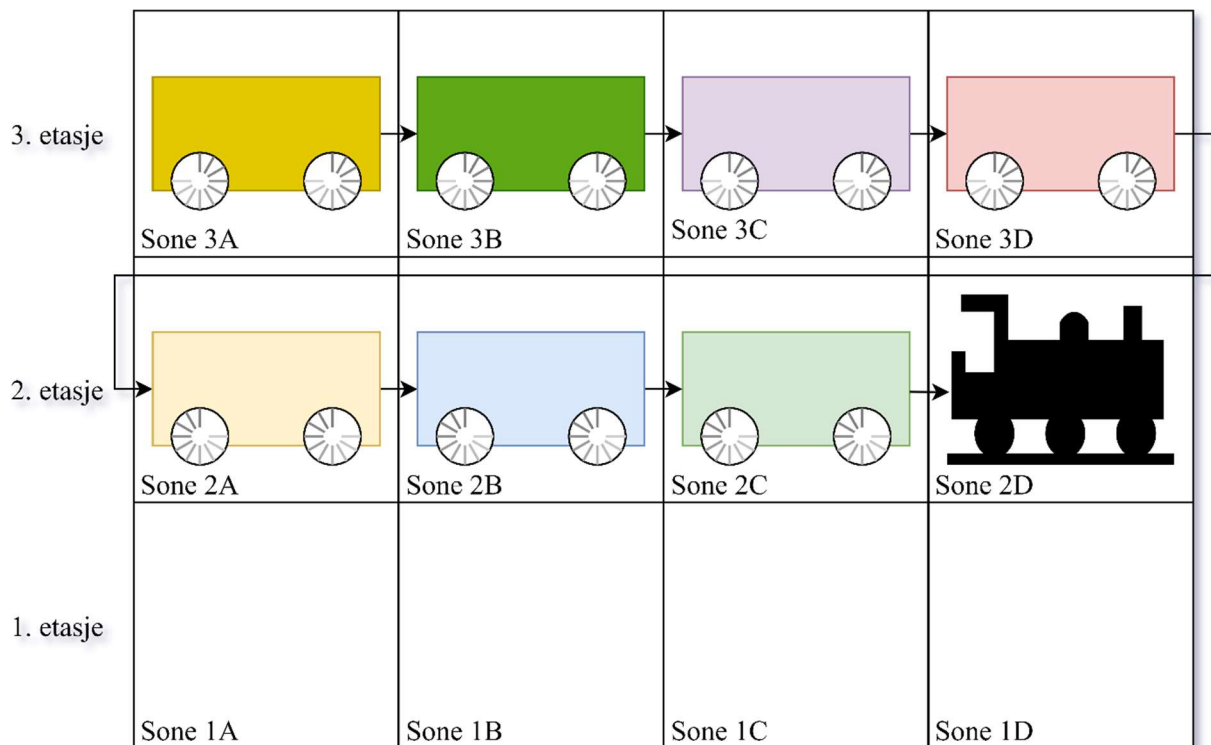 3. etasje
Sone 3A
Sone 3B
Sone 3C
Sone 3D
2. etasje
Sone 2A
Sone 2B
Sone 2C
Sone 2D
1. etasje
Sone 1A
Sone 1B
Sone 1C
Sone 1D